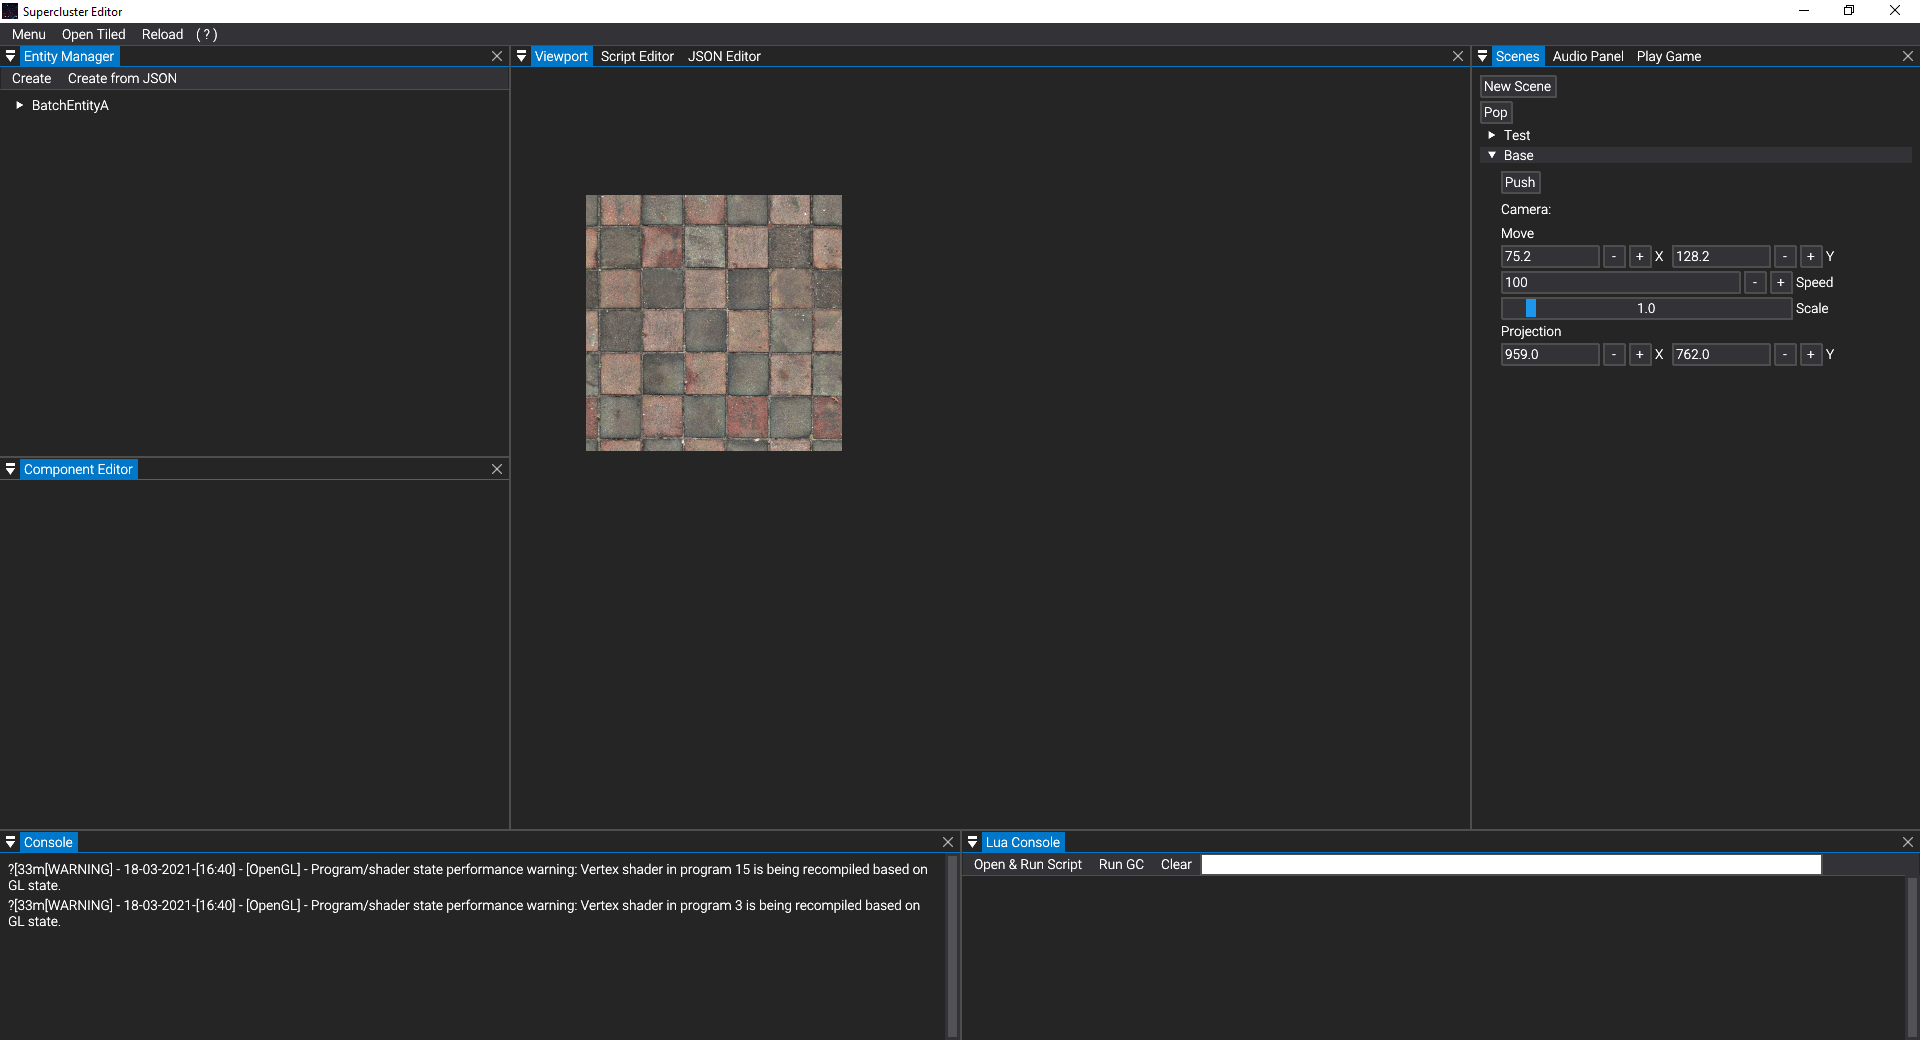 Supercluster Editor
Menu Open Tiled Reload (?)
Entity Manager
Create Create from JSON
BatchEntityA
Component Editor
Viewport Script Editor JSON Editor
Scenes Audio Panel Play Game
New Scene
Pop
Test
Base
Push
Camera:
Move
75.2 - + X 128.2 - + Y
100 - + Speed
1.0 Scale
Projection
959.0 - + X 762.0 - + Y
Console
?[33m[WARNING] - 18-03-2021-[16:40] - [OpenGL] - Program/shader state performance warning: Vertex shader in program 15 is being recompiled based on
GL state.
?[33m[WARNING] - 18-03-2021-[16:40] - [OpenGL] - Program/shader state performance warning: Vertex shader in program 3 is being recompiled based on
GL state.
Lua Console
Open & Run Script Run GC Clear